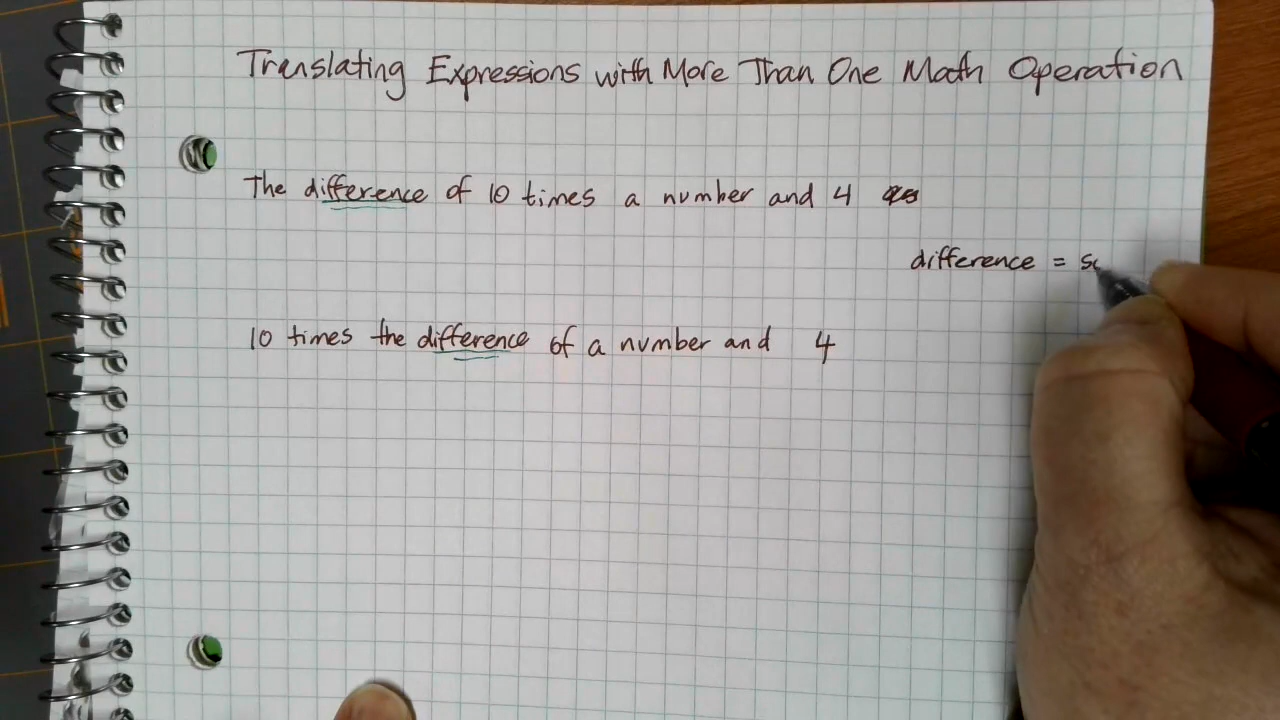 Translating Expressions with More Than One Math Operation
The difference of 10 times a number and 4
difference =
10 times the difference of a number and 4